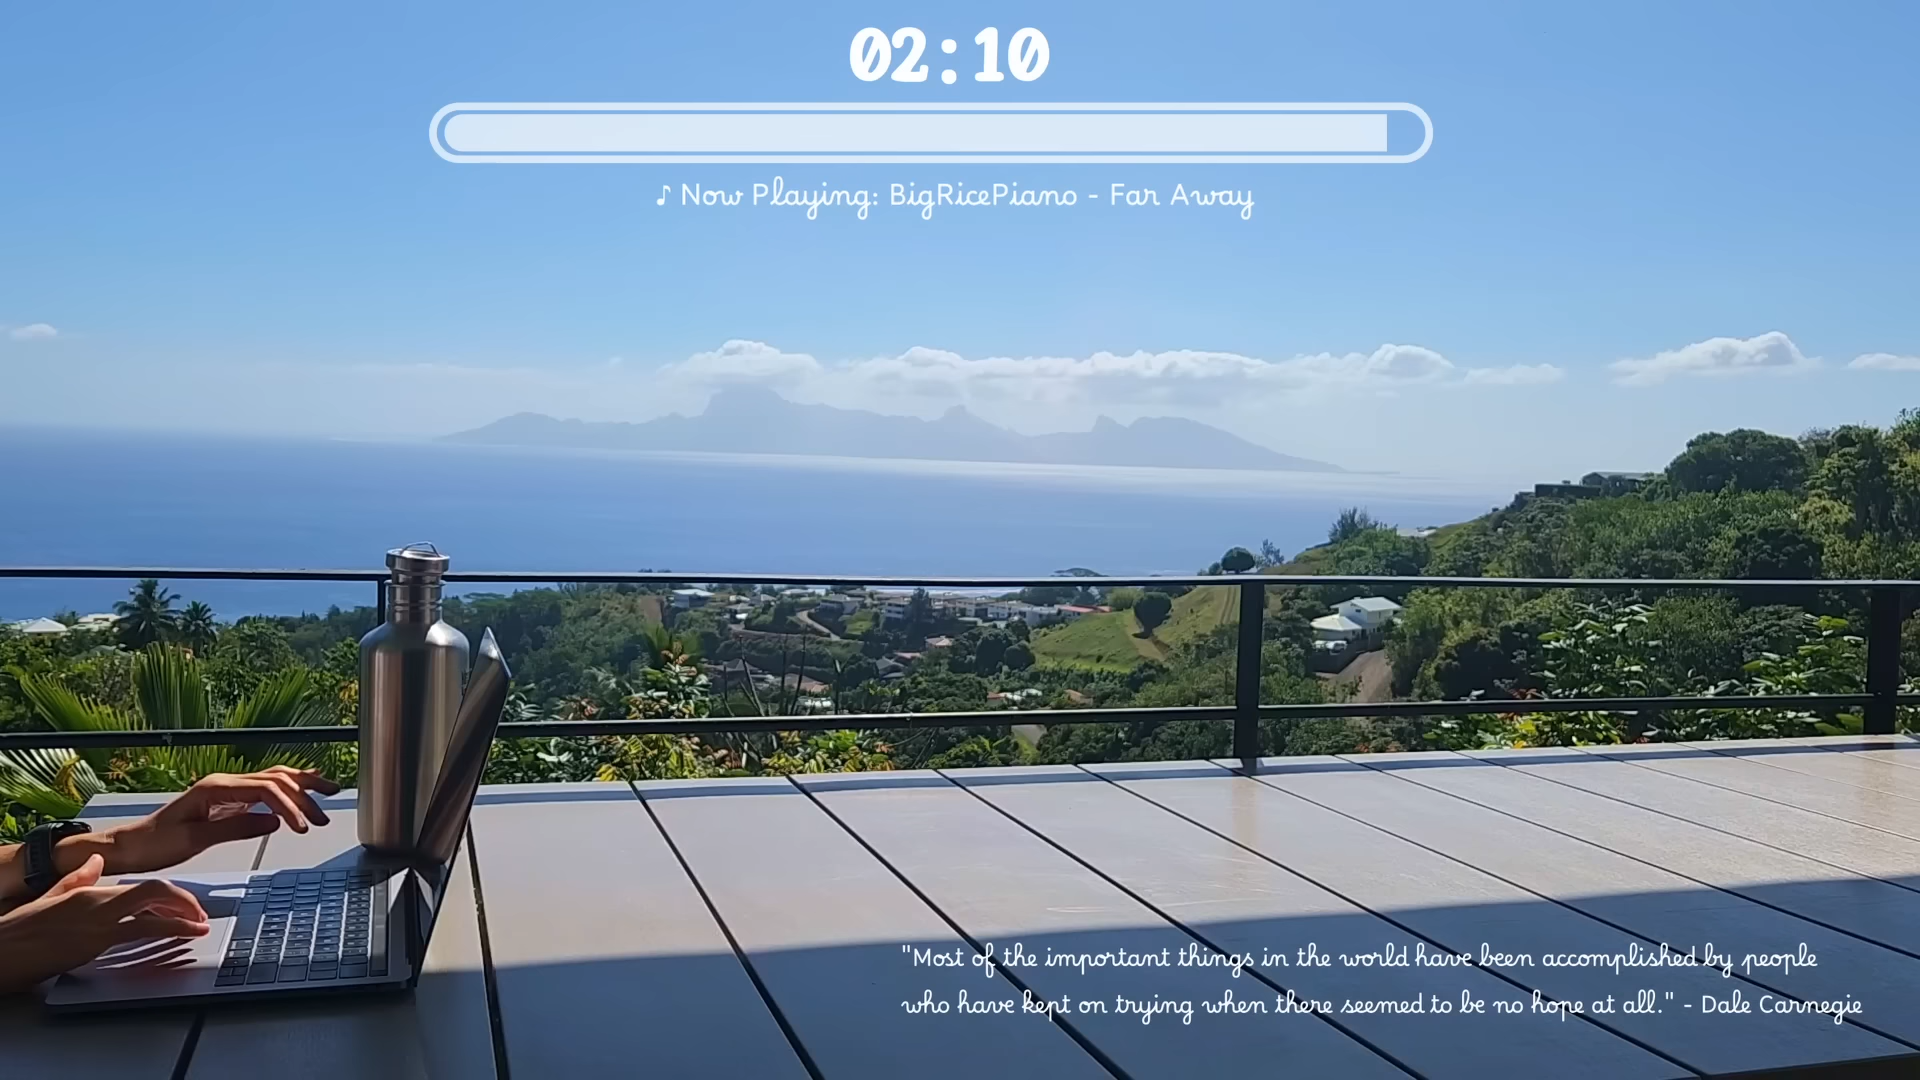 02:10
♪ Now Playing: BigRicePiano - Far Away
"Most of the important things in the world have been accomplished by people
who have kept on trying when there seemed to be no hope at all." - Dale Carnegie